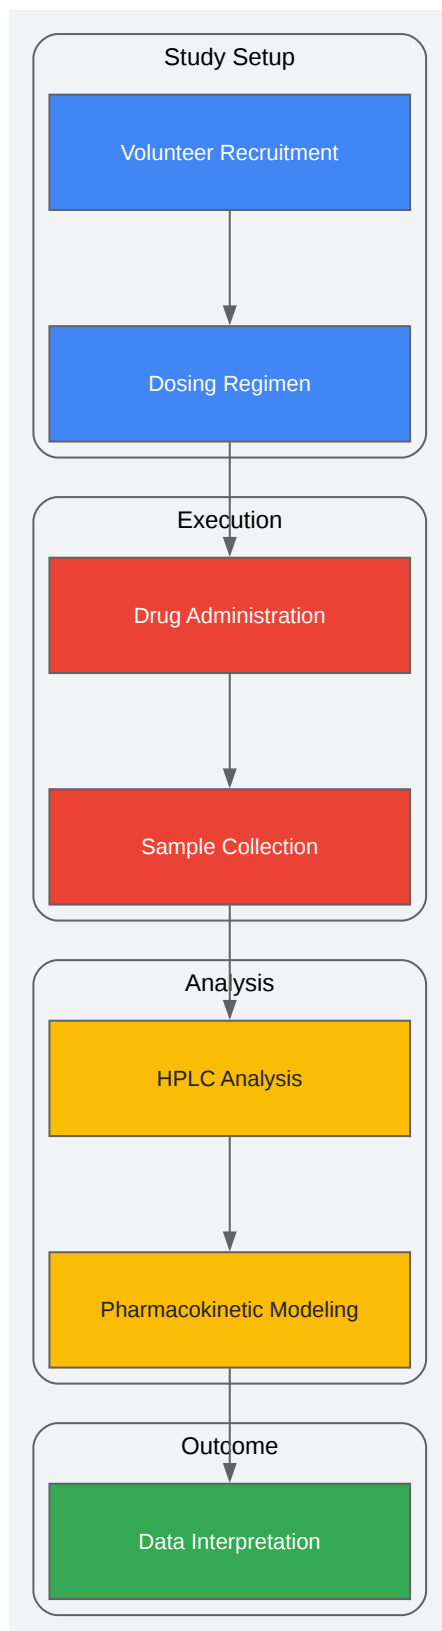 Study Setup
Volunteer Recruitment
Dosing Regimen
Execution
Drug Administration
Sample Collection
Analysis
HPLC Analysis
Pharmacokinetic Modeling
Outcome
Data Interpretation